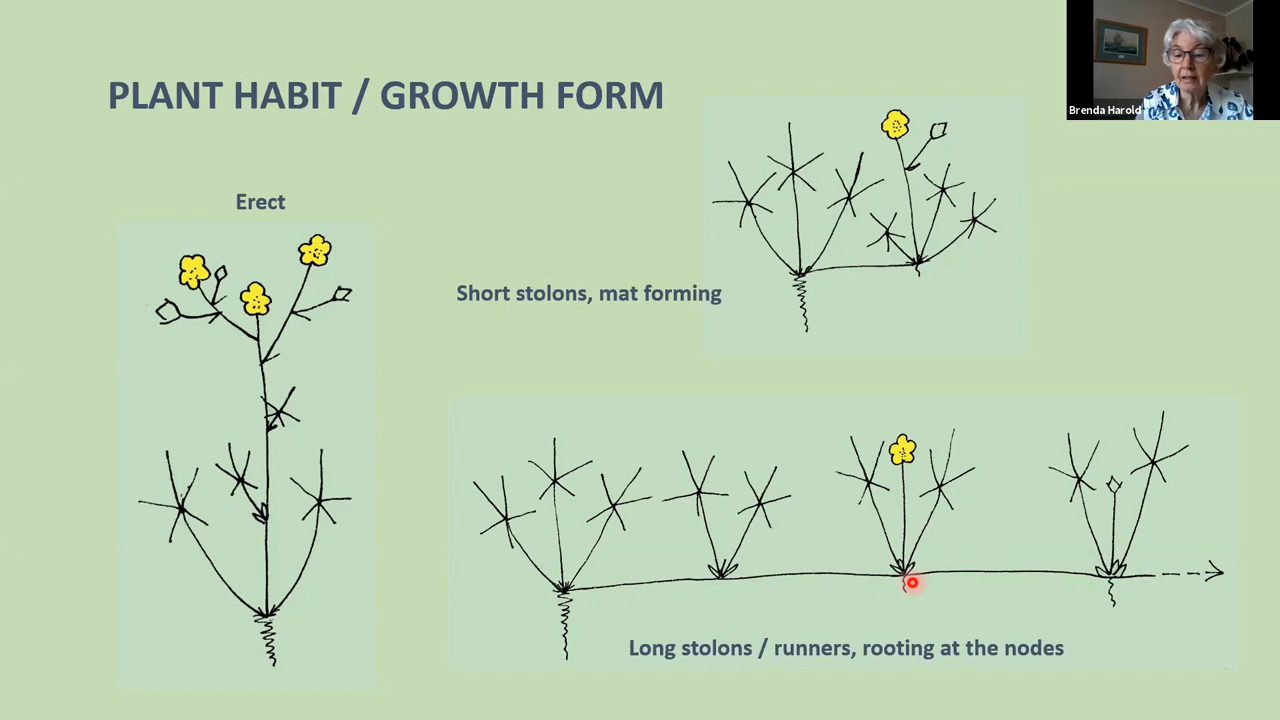 PLANT HABIT / GROWTH FORM
Brenda Harold
Erect
Short stolons, mat forming
Long stolons / runners, rooting at the nodes